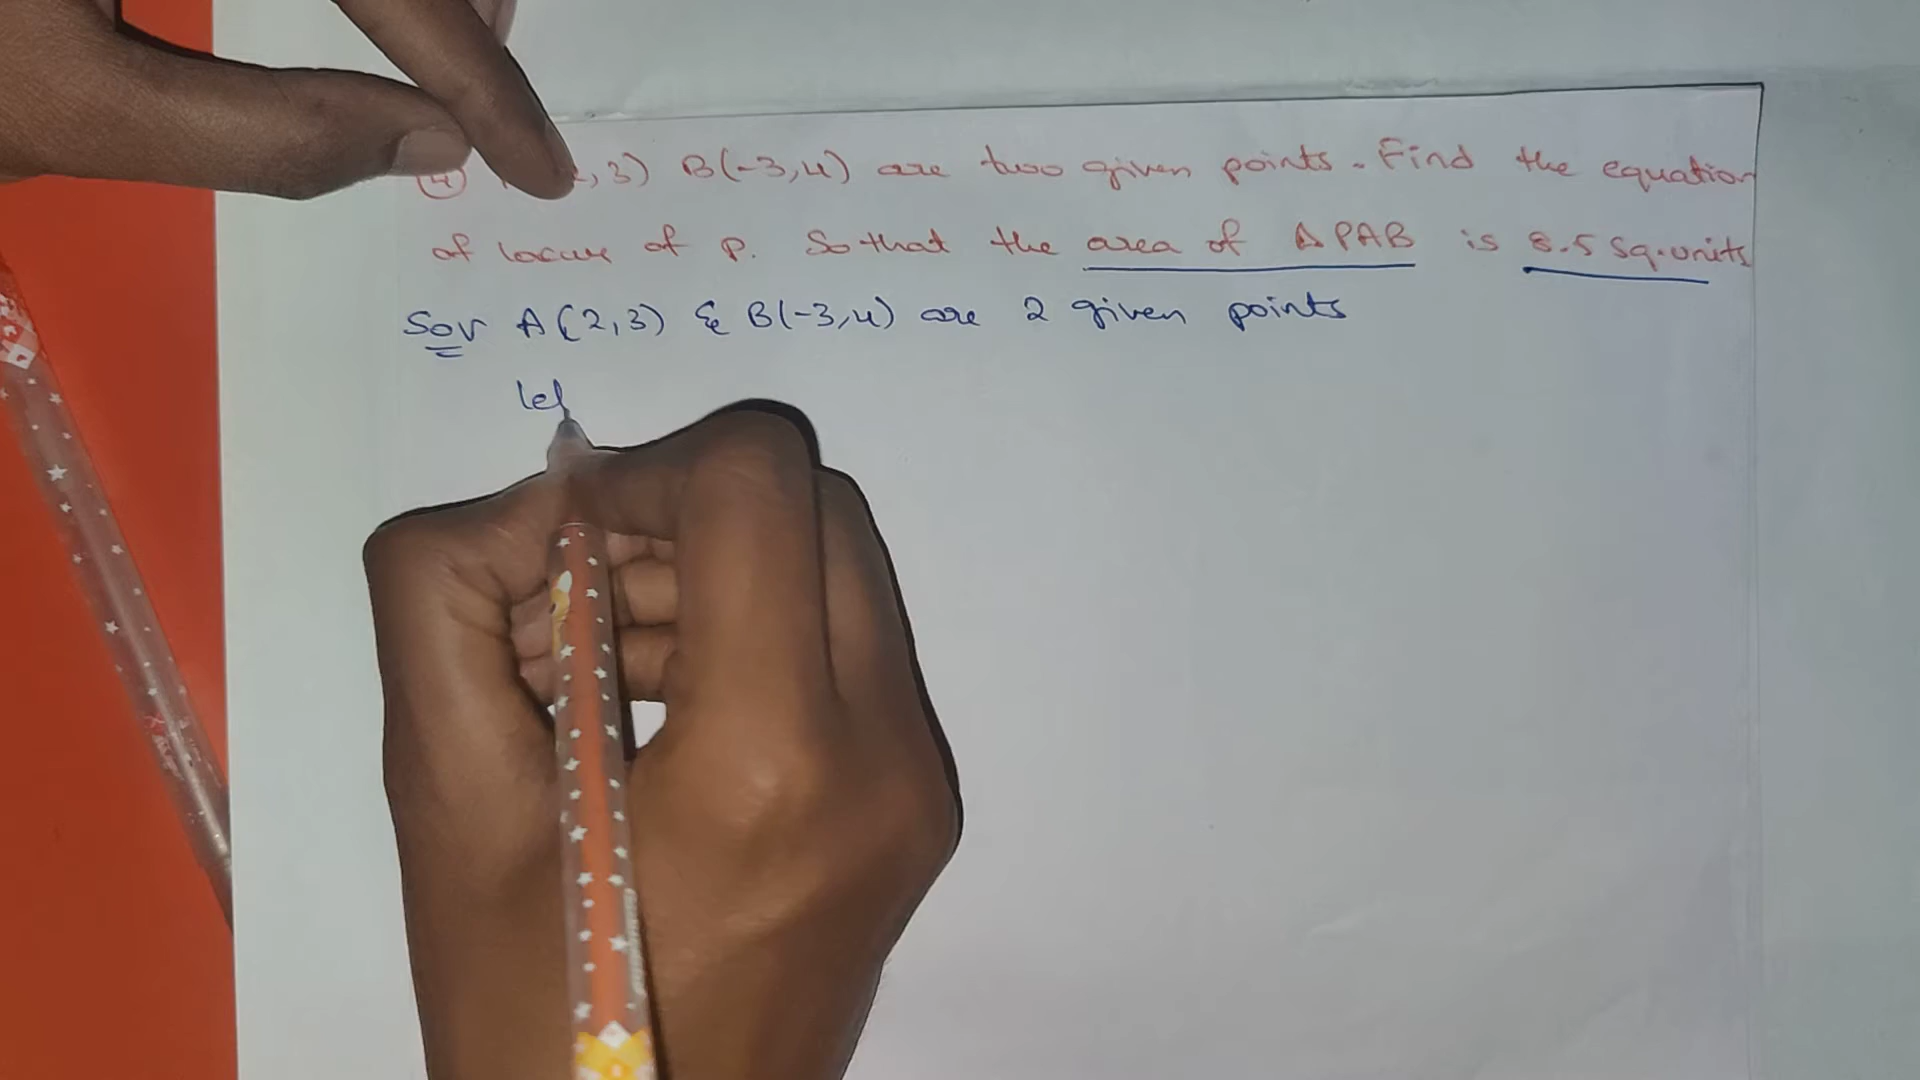 ④ , 3) B(-3,4) are two given points. Find the equation
of locus of P. So that the area of ΔPAB is 8.5 sq.units
Sol A(2,3) & B(-3,4) are 2 given points
let